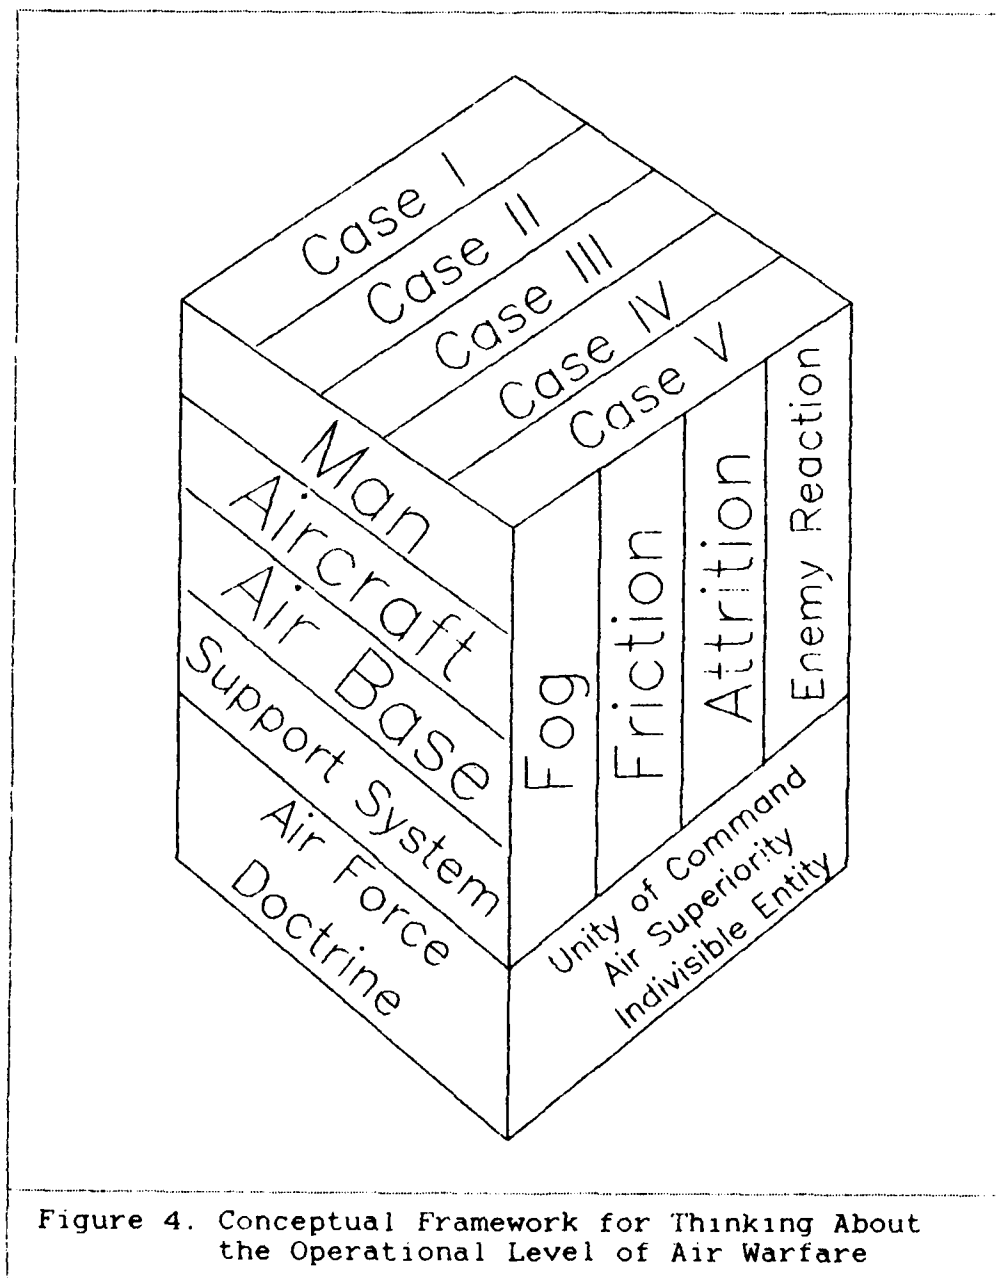 Case I
Case II
Case III
Case IV
Case V
Man
Aircraft
Air Base
Support System
Air Force
Doctrine
Fog
Friction
Attrition
Enemy Reaction
Unity of Command
Air Superiority
Indivisible Entity
Figure 4. Conceptual Framework for Thinking About
the Operational Level of Air Warfare